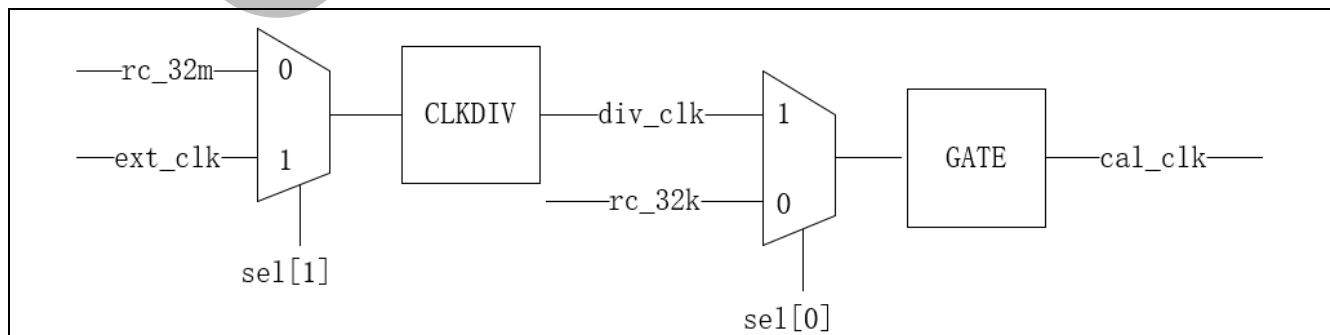 rc_32m
0
CLKDIV
div_clk
1
ext_clk
1
GATE
cal_clk
rc_32k
0
sel[1]
sel[0]